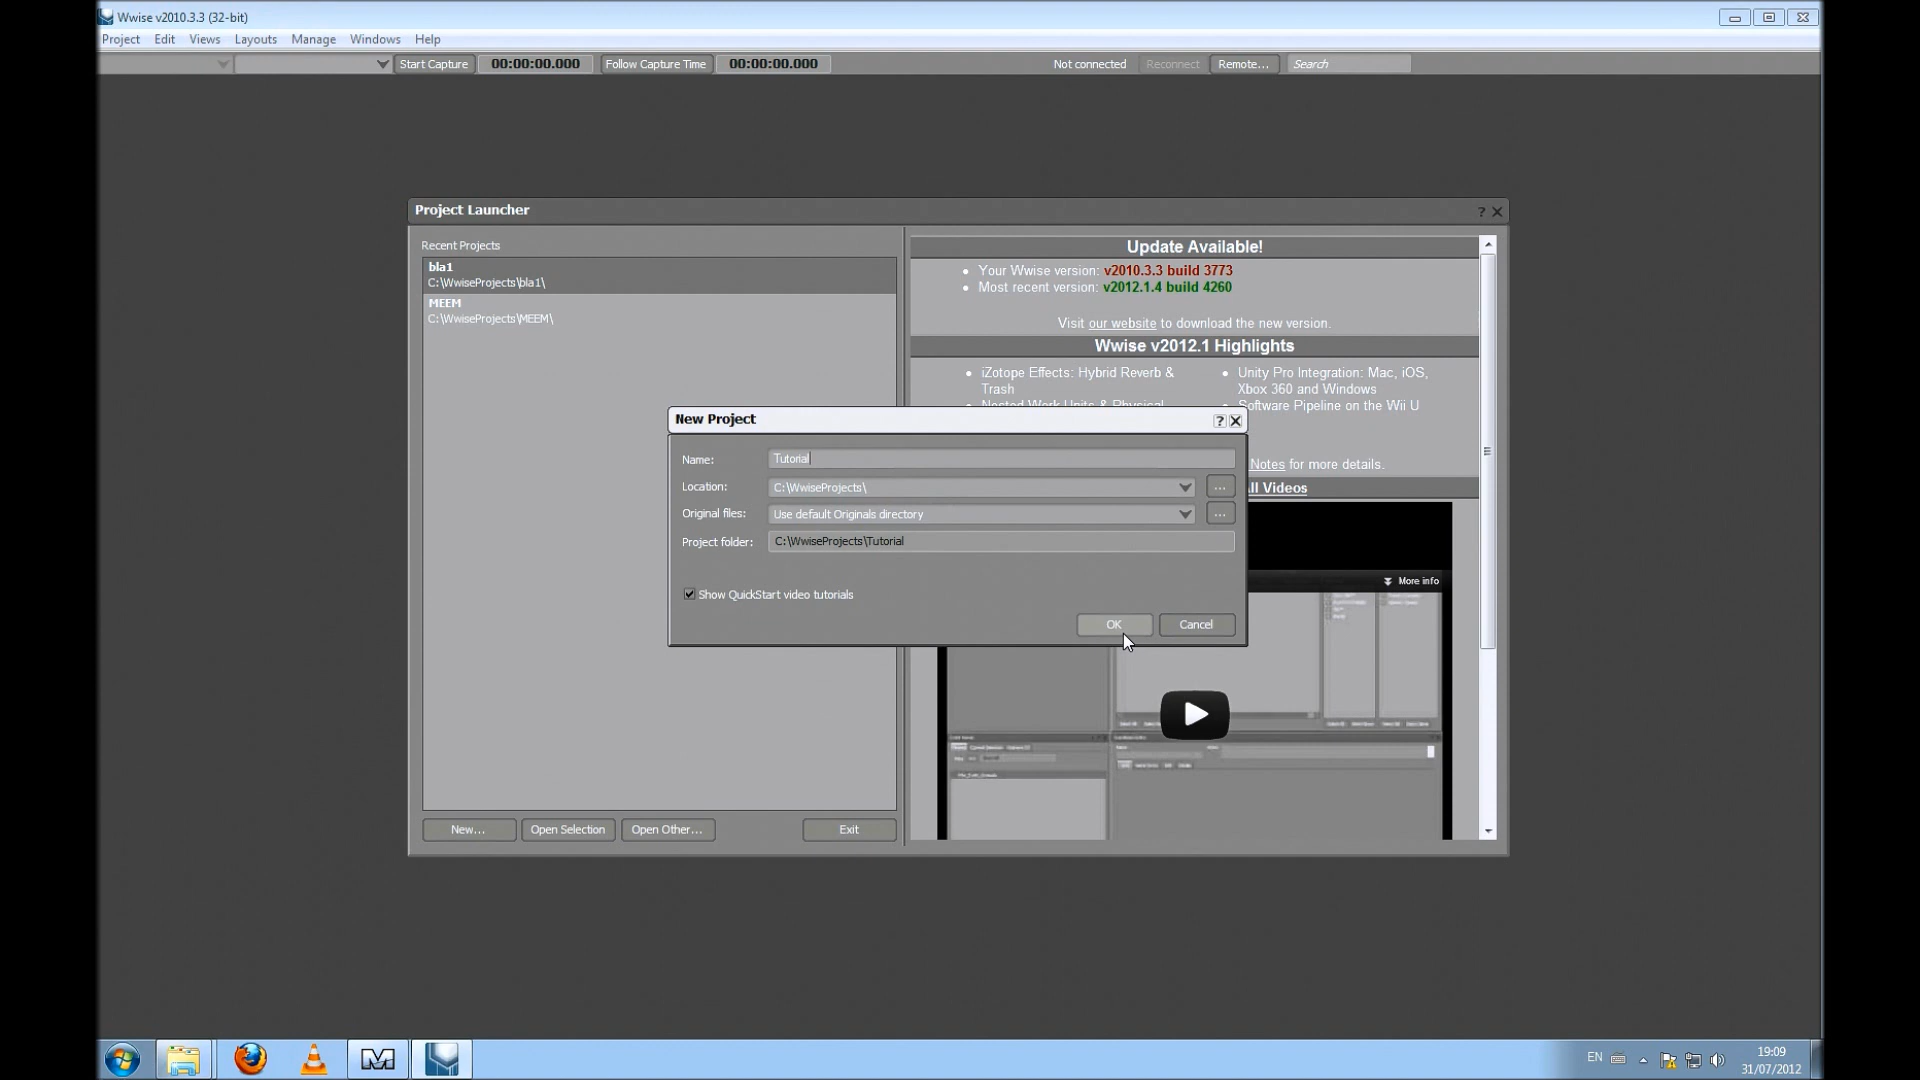 Wwise v2010.3.3 (32-bit)
Project Edit Views Layouts Manage Windows Help
Start Capture 00:00:00.000 Follow Capture Time 00:00:00.000 Not connected Reconnect Remote... Search
Project Launcher
Recent Projects
bla1
C:\WwiseProjects\bla1\
MEEM
C:\WwiseProjects\MEEM\
New... Open Selection Open Other... Exit
Update Available!
Your Wwise version: v2010.3.3 build 3773
Most recent version: v2012.1.4 build 4260
Visit our website to download the new version.
Wwise v2012.1 Highlights
iZotope Effects: Hybrid Reverb &
Trash
Nested Work Units & Physical
Unity Pro Integration: Mac, iOS,
Xbox 360 and Windows
Software Pipeline on the Wii U
Notes for more details.
ll Videos
More info
New Project
Name: Tutorial
Location: C:\WwiseProjects\ ...
Original files: Use default Originals directory ...
Project folder: C:\WwiseProjects\Tutorial
Show QuickStart video tutorials
OK Cancel
EN
19:09
31/07/2012